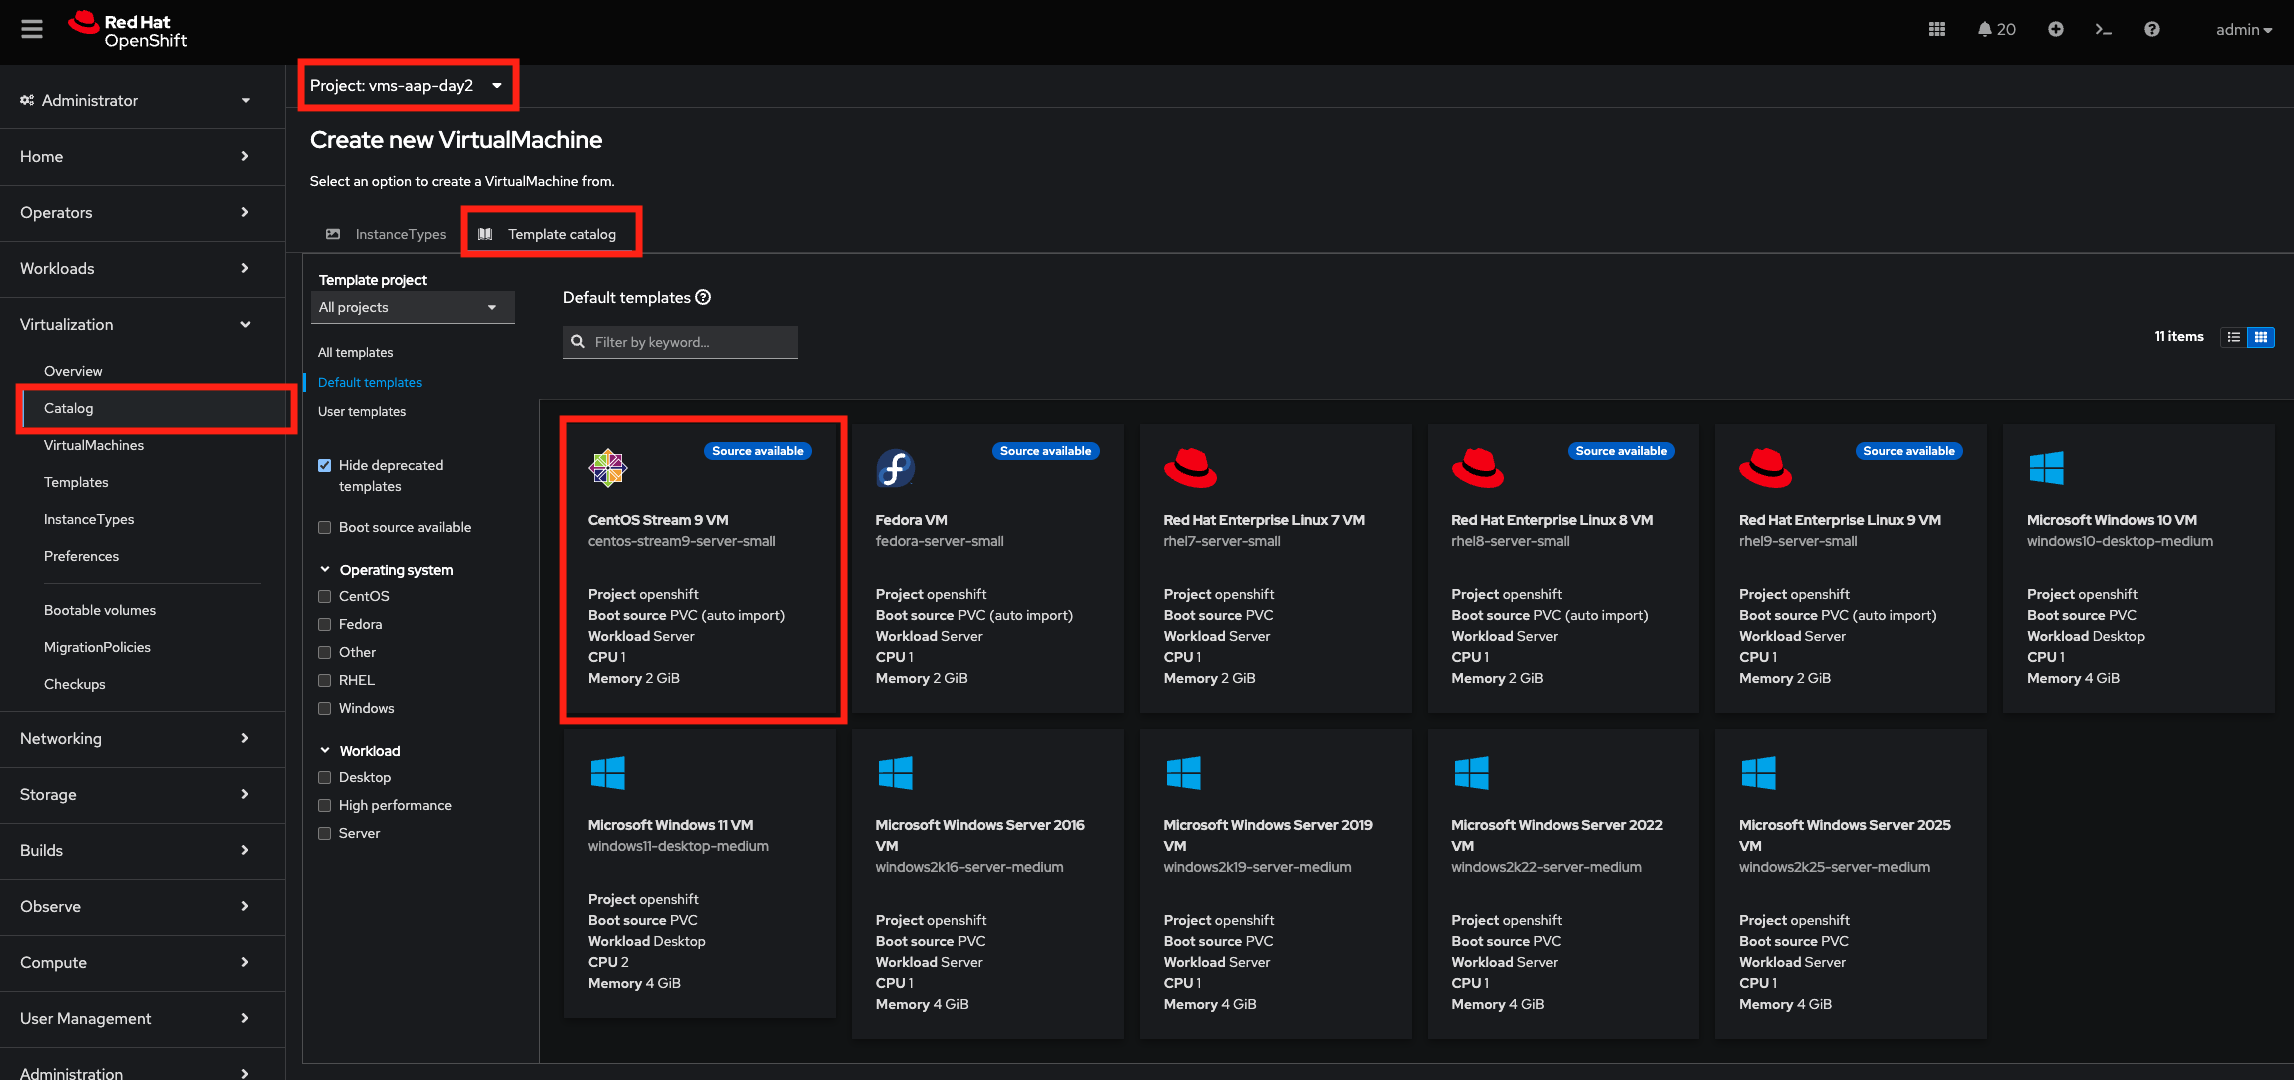 Red Hat
OpenShift
20
admin
Administrator
Home
Operators
Workloads
Virtualization
Overview
Catalog
VirtualMachines
Templates
InstanceTypes
Preferences
Bootable volumes
MigrationPolicies
Checkups
Networking
Storage
Builds
Observe
Compute
User Management
Administration
Project: vms-aap-day2
Create new VirtualMachine
Select an option to create a VirtualMachine from.
InstanceTypes
Template catalog
Template project
All projects
All templates
Default templates
User templates
Hide deprecated
templates
Boot source available
Operating system
CentOS
Fedora
Other
RHEL
Windows
Workload
Desktop
High performance
Server
Default templates
Filter by keyword...
11 items
Source available
CentOS Stream 9 VM
centos-stream9-server-small
Project openshift
Boot source PVC (auto import)
Workload Server
CPU 1
Memory 2 GiB
Source available
Fedora VM
fedora-server-small
Project openshift
Boot source PVC (auto import)
Workload Server
CPU 1
Memory 2 GiB
Red Hat Enterprise Linux 7 VM
rhel7-server-small
Project openshift
Boot source PVC
Workload Server
CPU 1
Memory 2 GiB
Source available
Red Hat Enterprise Linux 8 VM
rhel8-server-small
Project openshift
Boot source PVC (auto import)
Workload Server
CPU 1
Memory 2 GiB
Source available
Red Hat Enterprise Linux 9 VM
rhel9-server-small
Project openshift
Boot source PVC (auto import)
Workload Server
CPU 1
Memory 2 GiB
Microsoft Windows 10 VM
windows10-desktop-medium
Project openshift
Boot source PVC
Workload Desktop
CPU 1
Memory 4 GiB
Microsoft Windows 11 VM
windows11-desktop-medium
Project openshift
Boot source PVC
Workload Desktop
CPU 2
Memory 4 GiB
Microsoft Windows Server 2016
VM
windows2k16-server-medium
Project openshift
Boot source PVC
Workload Server
CPU 1
Memory 4 GiB
Microsoft Windows Server 2019
VM
windows2k19-server-medium
Project openshift
Boot source PVC
Workload Server
CPU 1
Memory 4 GiB
Microsoft Windows Server 2022
VM
windows2k22-server-medium
Project openshift
Boot source PVC
Workload Server
CPU 1
Memory 4 GiB
Microsoft Windows Server 2025
VM
windows2k25-server-medium
Project openshift
Boot source PVC
Workload Server
CPU 1
Memory 4 GiB